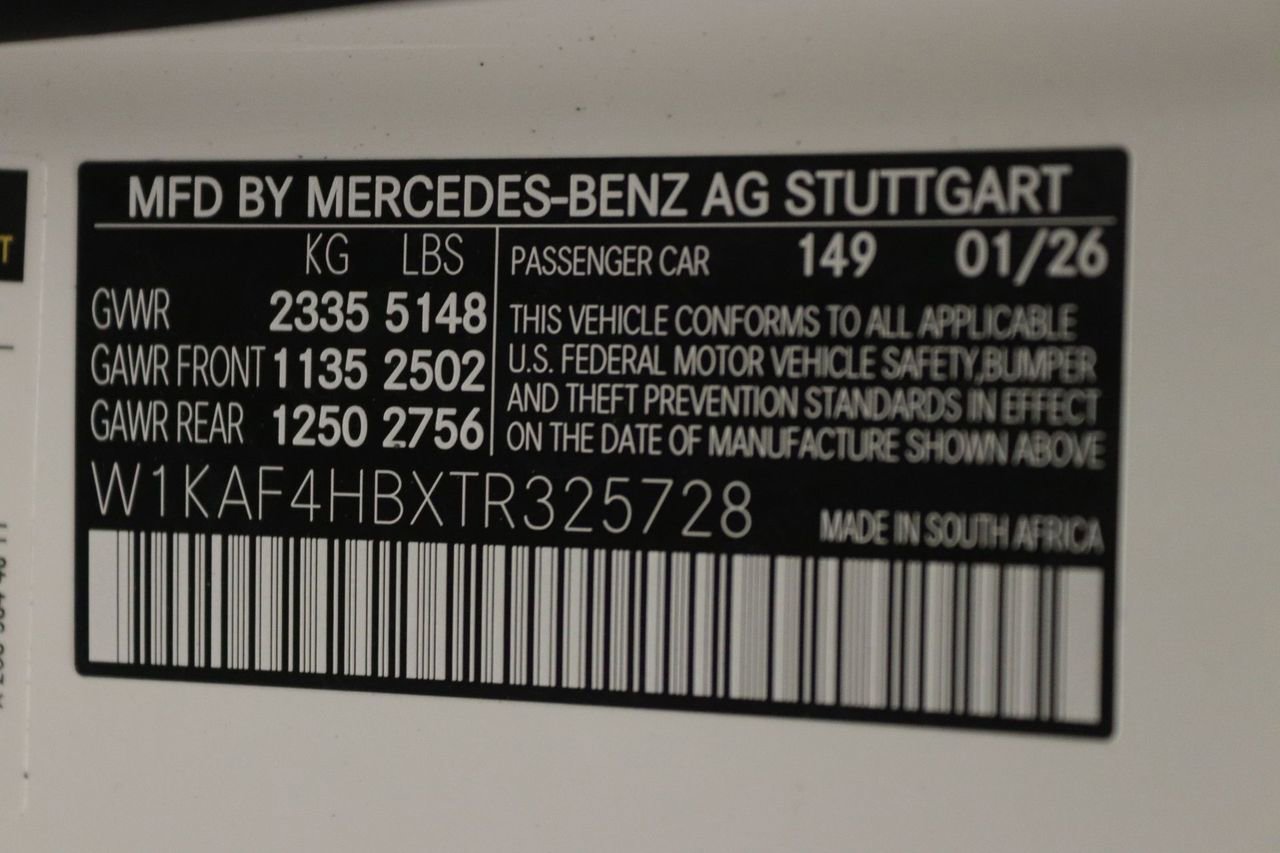 MFD BY MERCEDES-BENZ AG STUTTGART
KG LBS
GVWR 2335 5148
GAWR FRONT 1135 2502
GAWR REAR 1250 2756
PASSENGER CAR 149 01/26
THIS VEHICLE CONFORMS TO ALL APPLICABLE
U.S. FEDERAL MOTOR VEHICLE SAFETY,BUMPER
AND THEFT PREVENTION STANDARDS IN EFFECT
ON THE DATE OF MANUFACTURE SHOWN ABOVE
W1KAF4HBXTR325728
MADE IN SOUTH AFRICA
T